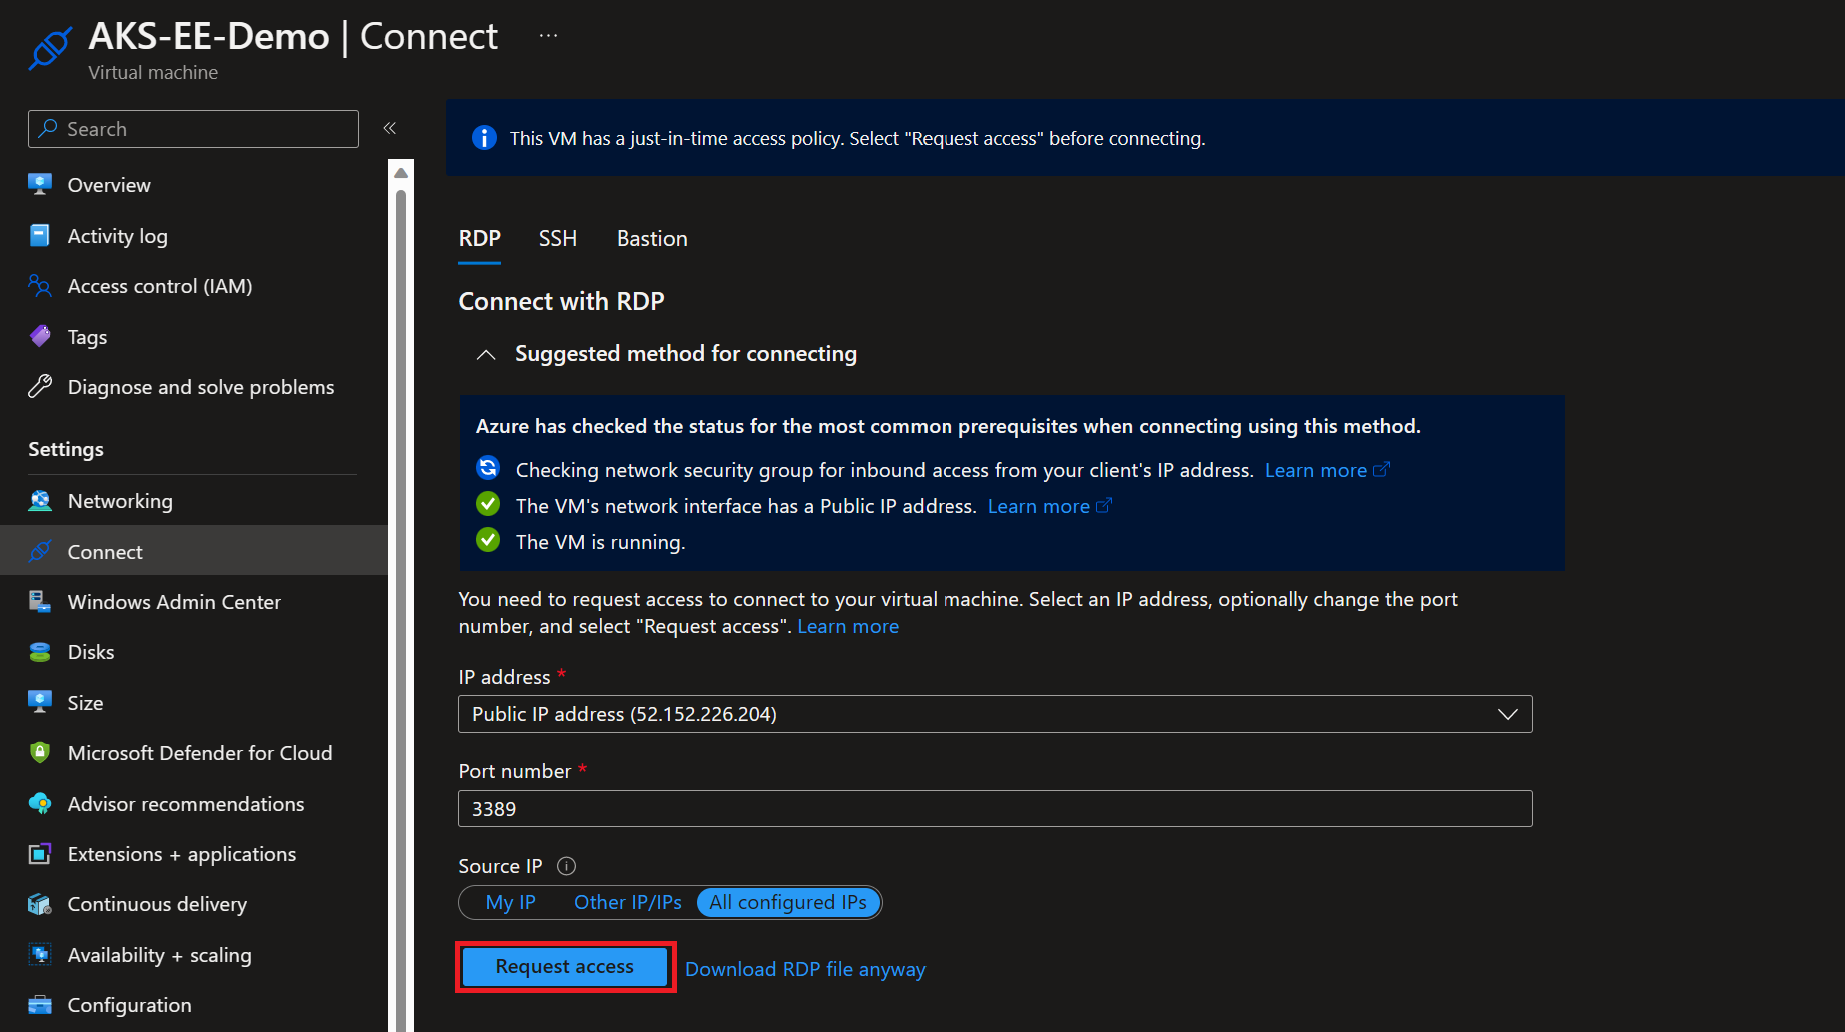 AKS-EE-Demo | Connect ...
Virtual machine
Search
«
Overview
Activity log
Access control (IAM)
Tags
Diagnose and solve problems
Settings
Networking
Connect
Windows Admin Center
Disks
Size
Microsoft Defender for Cloud
Advisor recommendations
Extensions + applications
Continuous delivery
Availability + scaling
Configuration
This VM has a just-in-time access policy. Select "Request access" before connecting.
RDP SSH Bastion
Connect with RDP
Suggested method for connecting
Azure has checked the status for the most common prerequisites when connecting using this method.
Checking network security group for inbound access from your client's IP address. Learn more
The VM's network interface has a Public IP address. Learn more
The VM is running.
You need to request access to connect to your virtual machine. Select an IP address, optionally change the port
number, and select "Request access". Learn more
IP address *
Public IP address (52.152.226.204)
Port number *
3389
Source IP
My IP Other IP/IPs All configured IPs
Request access Download RDP file anyway